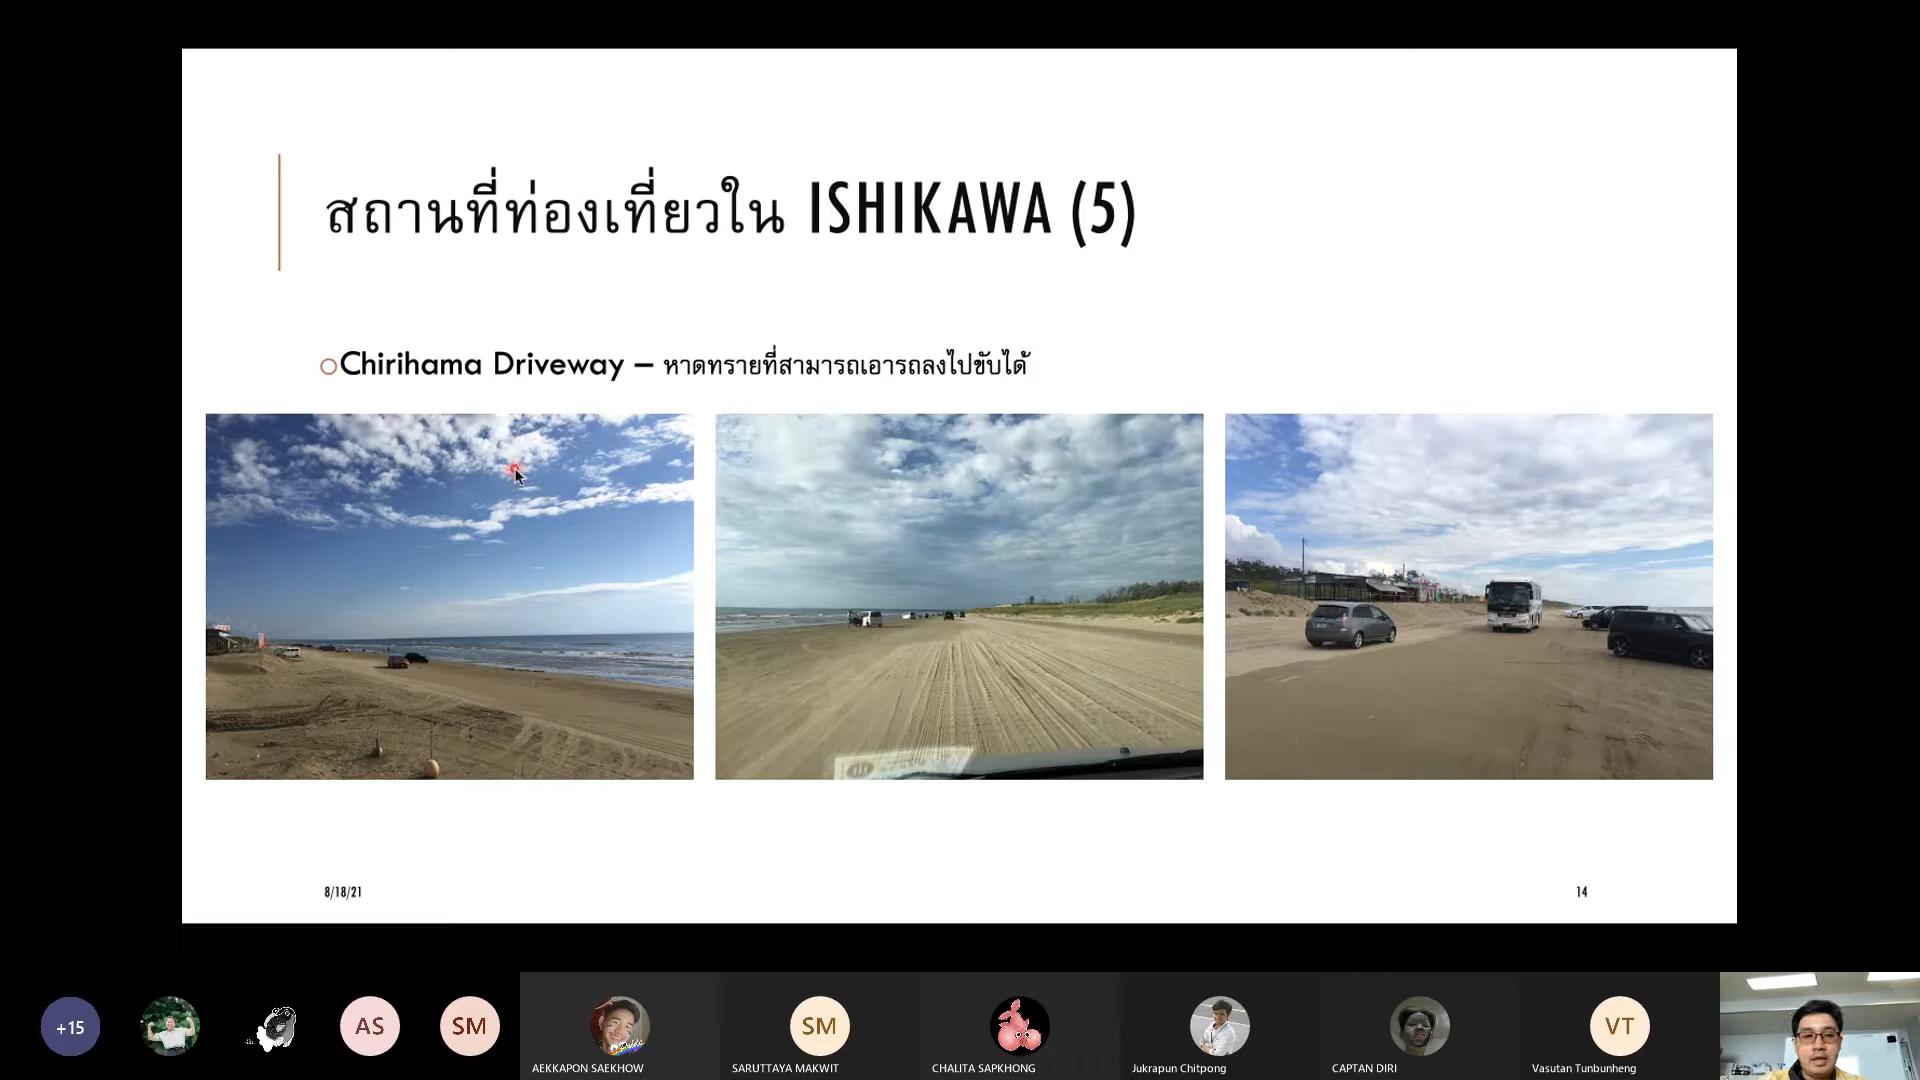 สถานที่ท่องเที่ยวใน ISHIKAWA (5)
Chirihama Driveway – หาดทรายที่สามารถเอารถลงไปขับได้
8/18/21
14
+15
AS
SM
SM
VT
AEKKAPON SAEKHOW
SARUTTAYA MAKWIT
CHALITA SAPKHONG
Jukrapun Chitpong
CAPTAN DIRI
Vasutan Tunbunheng